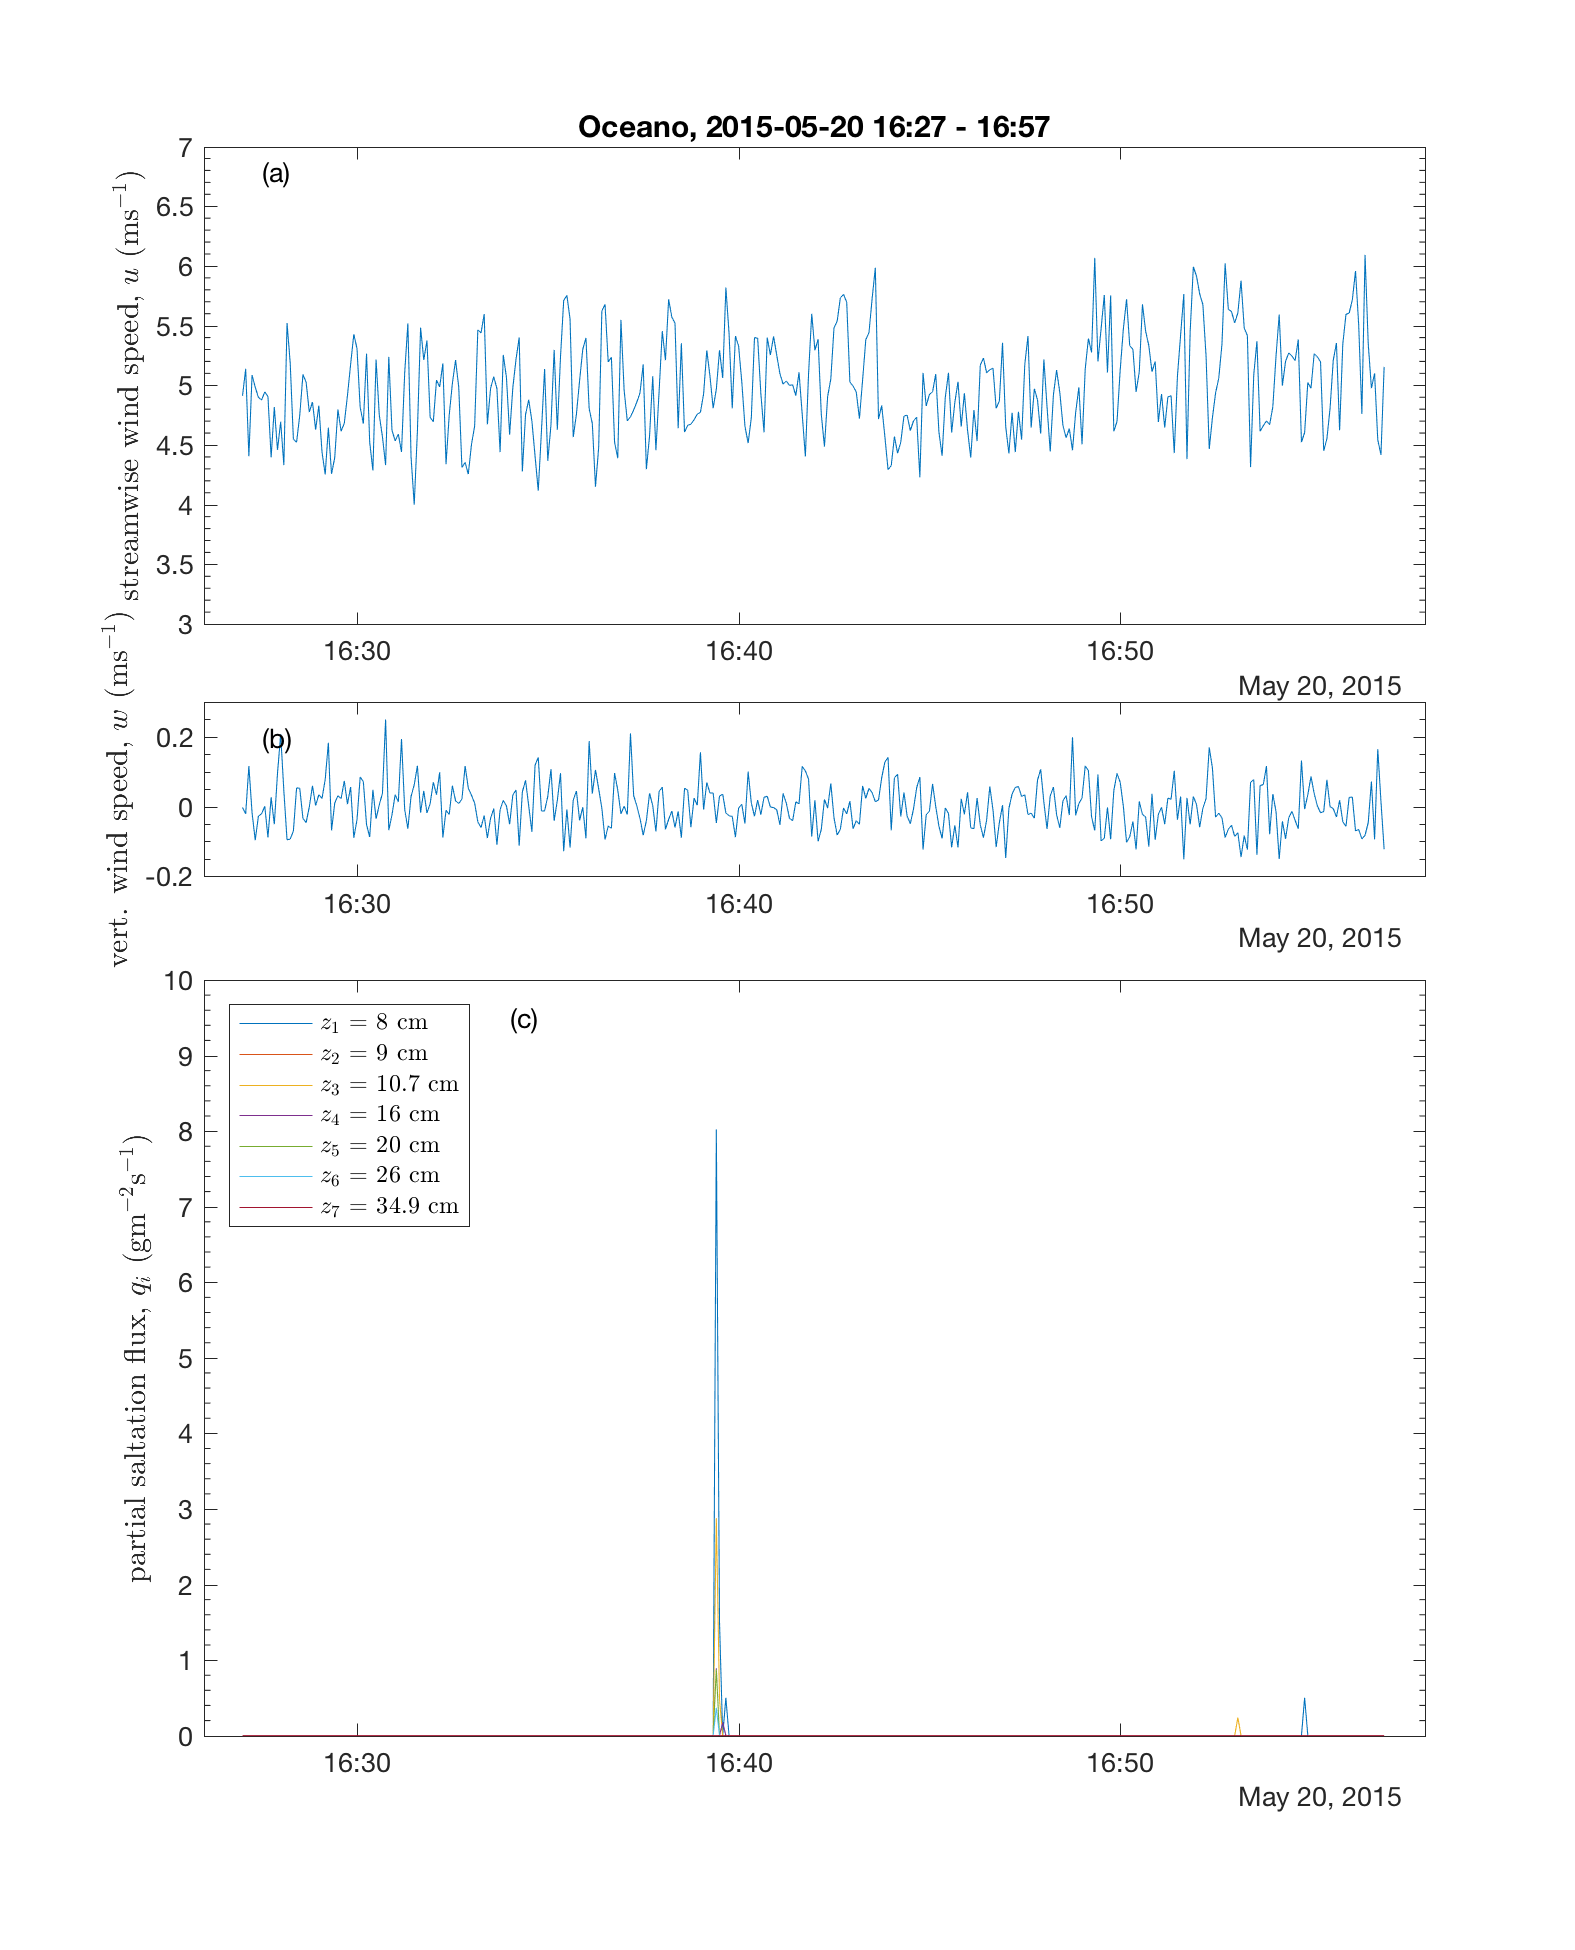 Oceano, 2015-05-20 16:27 - 16:57
(a)
streamwise wind speed, u (ms⁻¹)
7
6.5
6
5.5
5
4.5
4
3.5
3
16:30 16:40 16:50
May 20, 2015
(b)
vert. wind speed, w (ms⁻¹)
0.2
0
-0.2
16:30 16:40 16:50
May 20, 2015
(c)
partial saltation flux, qᵢ (gm⁻²s⁻¹)
10
9
8
7
6
5
4
3
2
1
0
z₁ = 8 cm
z₂ = 9 cm
z₃ = 10.7 cm
z₄ = 16 cm
z₅ = 20 cm
z₆ = 26 cm
z₇ = 34.9 cm
16:30 16:40 16:50
May 20, 2015